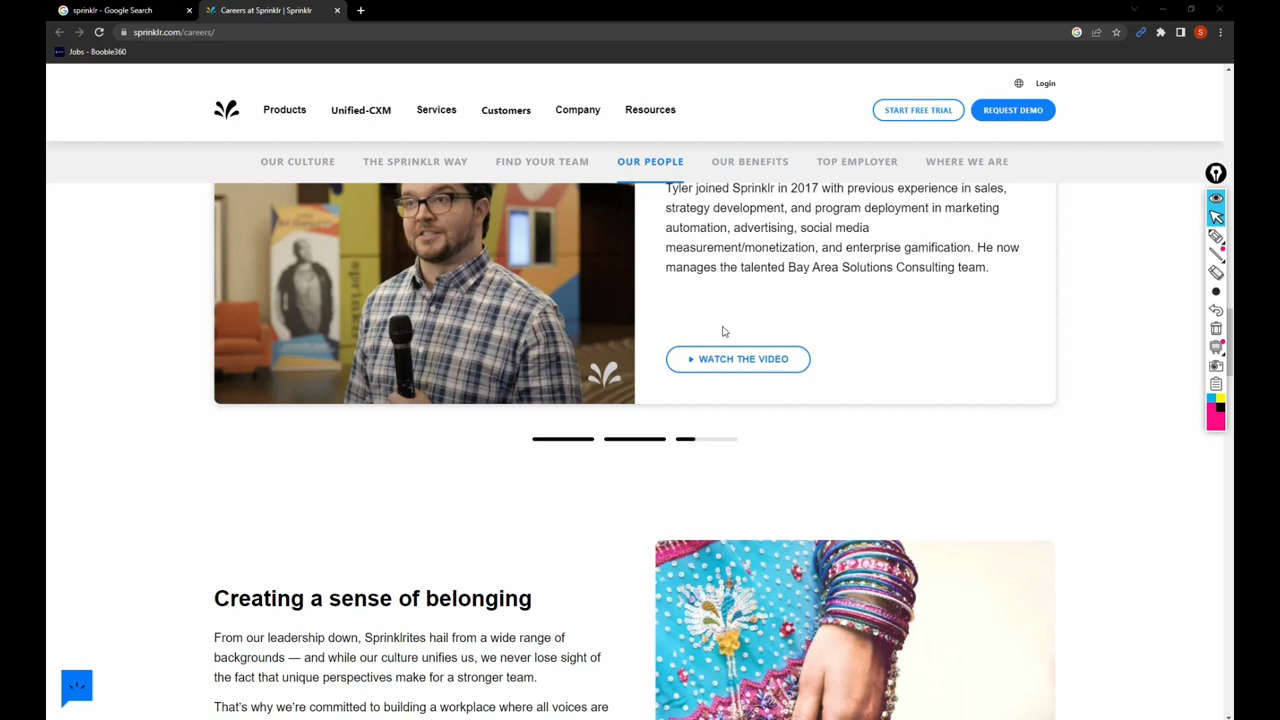 sprinklr - Google Search
Careers at Sprinklr | Sprinklr
sprinklr.com/careers/
S
Jobs - Booble360
Login
Products Unified-CXM Services Customers Company Resources
START FREE TRIAL REQUEST DEMO
OUR CULTURE THE SPRINKLR WAY FIND YOUR TEAM OUR PEOPLE OUR BENEFITS TOP EMPLOYER WHERE WE ARE
Tyler joined Sprinklr in 2017 with previous experience in sales,
strategy development, and program deployment in marketing
automation, advertising, social media
measurement/monetization, and enterprise gamification. He now
manages the talented Bay Area Solutions Consulting team.
WATCH THE VIDEO
Creating a sense of belonging
From our leadership down, Sprinklrites hail from a wide range of
backgrounds — and while our culture unifies us, we never lose sight of
the fact that unique perspectives make for a stronger team.
That's why we're committed to building a workplace where all voices are